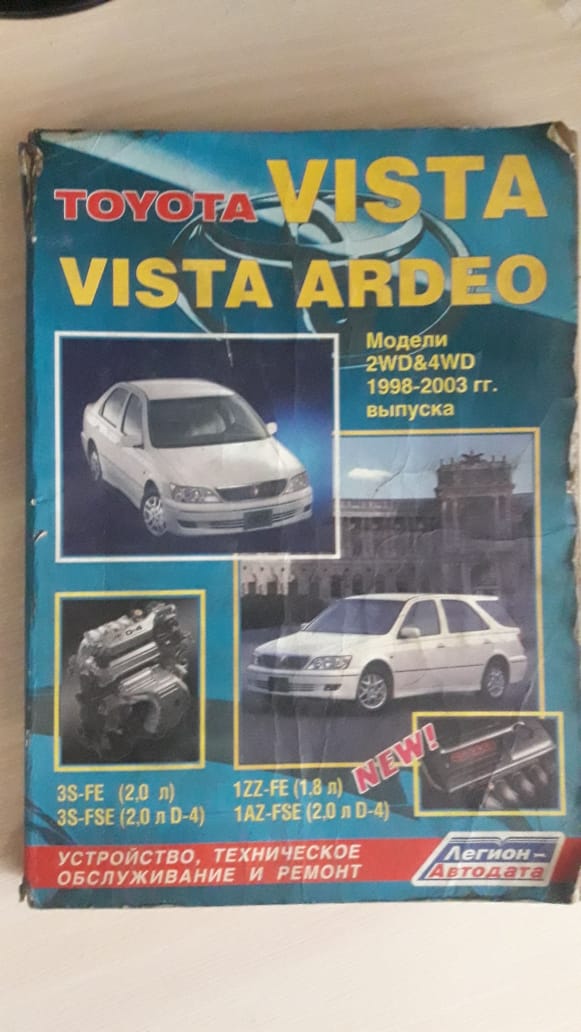 TOYOTA VISTA
VISTA ARDEO
Модели
2WD&4WD
1998-2003 гг.
выпуска
D-4
3S-FE (2,0 л)
3S-FSE (2,0 л D-4)
1ZZ-FE (1.8 л)
1AZ-FSE (2,0 л D-4)
NEW!
УСТРОЙСТВО, ТЕХНИЧЕСКОЕ
ОБСЛУЖИВАНИЕ И РЕМОНТ
Легион-
Автодата